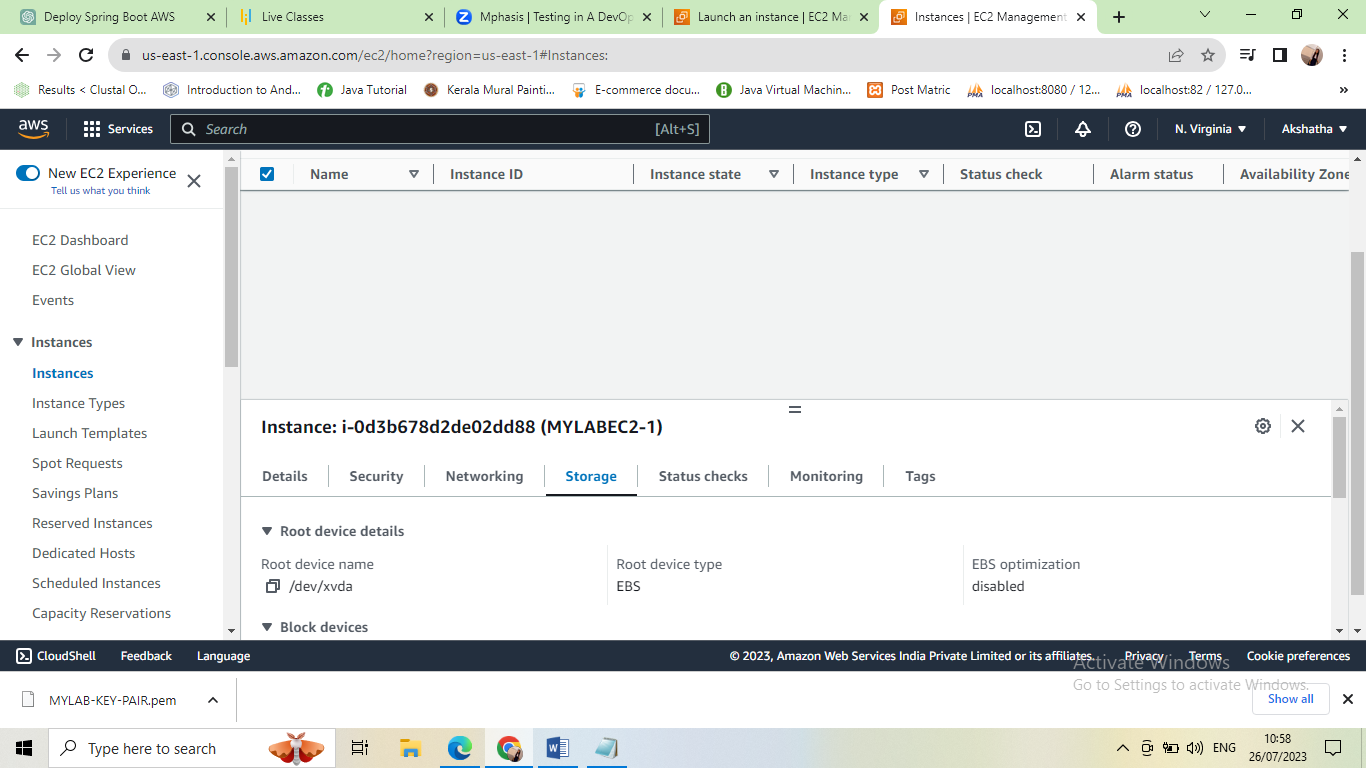 Deploy Spring Boot AWS
Live Classes
Mphasis | Testing in A DevOp
Launch an instance | EC2 Ma
Instances | EC2 Management
us-east-1.console.aws.amazon.com/ec2/home?region=us-east-1#Instances:
Results < Clustal O...
Introduction to And...
Java Tutorial
Kerala Mural Painti...
E-commerce docu...
Java Virtual Machin...
Post Matric
localhost:8080 / 12...
localhost:82 / 127.0...
aws
Services
Search
[Alt+S]
N. Virginia
Akshatha
New EC2 Experience
Tell us what you think
EC2 Dashboard
EC2 Global View
Events
Instances
Instances
Instance Types
Launch Templates
Spot Requests
Savings Plans
Reserved Instances
Dedicated Hosts
Scheduled Instances
Capacity Reservations
Name
Instance ID
Instance state
Instance type
Status check
Alarm status
Availability Zone
Instance: i-0d3b678d2de02dd88 (MYLABEC2-1)
Details
Security
Networking
Storage
Status checks
Monitoring
Tags
Root device details
Root device name
/dev/xvda
Root device type
EBS
EBS optimization
disabled
Block devices
CloudShell
Feedback
Language
© 2023, Amazon Web Services India Private Limited or its affiliates.
Privacy
Terms
Cookie preferences
Activate Windows
Go to Settings to activate Windows.
MYLAB-KEY-PAIR.pem
Show all
Type here to search
ENG
10:58
26/07/2023